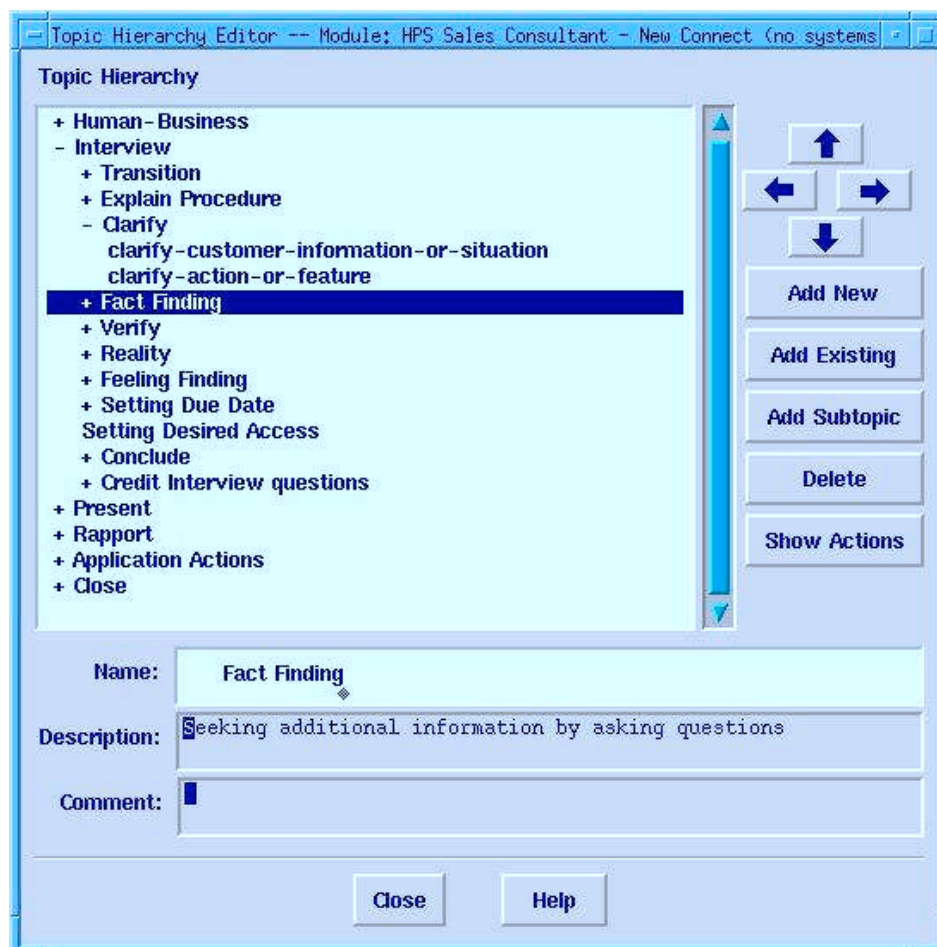 Topic Hierarchy Editor -- Module: HPS Sales Consultant - New Connect (no systems
Topic Hierarchy
+ Human-Business
- Interview
+ Transition
+ Explain Procedure
- Clarify
clarify-customer-information-or-situation
clarify-action-or-feature
+ Fact Finding
+ Verify
+ Reality
+ Feeling Finding
+ Setting Due Date
Setting Desired Access
+ Conclude
+ Credit Interview questions
+ Present
+ Rapport
+ Application Actions
+ Close
Add New
Add Existing
Add Subtopic
Delete
Show Actions
Name: Fact Finding
Description: Seeking additional information by asking questions
Comment:
Close Help